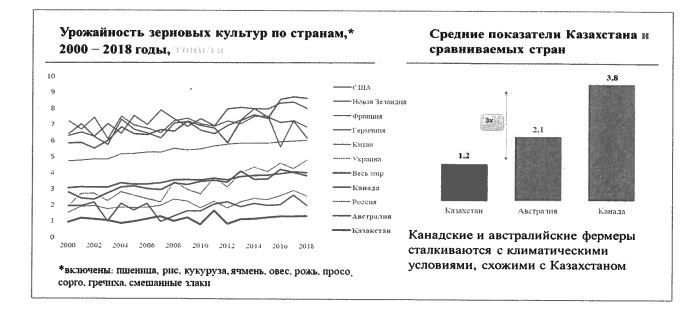 Урожайность зерновых культур по странам,*
2000 – 2018 годы, тонн/га
10
9
8
7
6
5
4
3
2
1
0
2000 2002 2004 2006 2008 2010 2012 2014 2016 2018
США
Новая Зеландия
Франция
Германия
Китай
Украина
Весь мир
Канада
Россия
Австралия
Казахстан
*включены: пшеница, рис, кукуруза, ячмень, овес, рожь, просо,
сорго, гречиха, смешанные злаки
Средние показатели Казахстана и
сравниваемых стран
3,8
3х
2,1
1,2
Казахстан Австралия Канада
Канадские и австралийские фермеры
сталкиваются с климатическими
условиями, схожими с Казахстаном